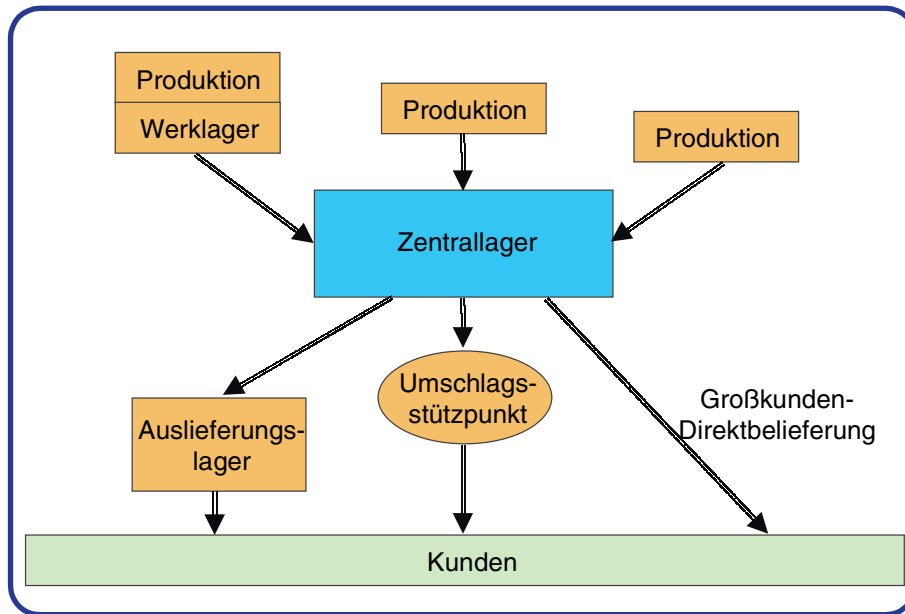 Produktion
Werklager
Produktion
Produktion
Zentrallager
Umschlags-
stützpunkt
Großkunden-
Direktbelieferung
Auslieferungs-
lager
Kunden